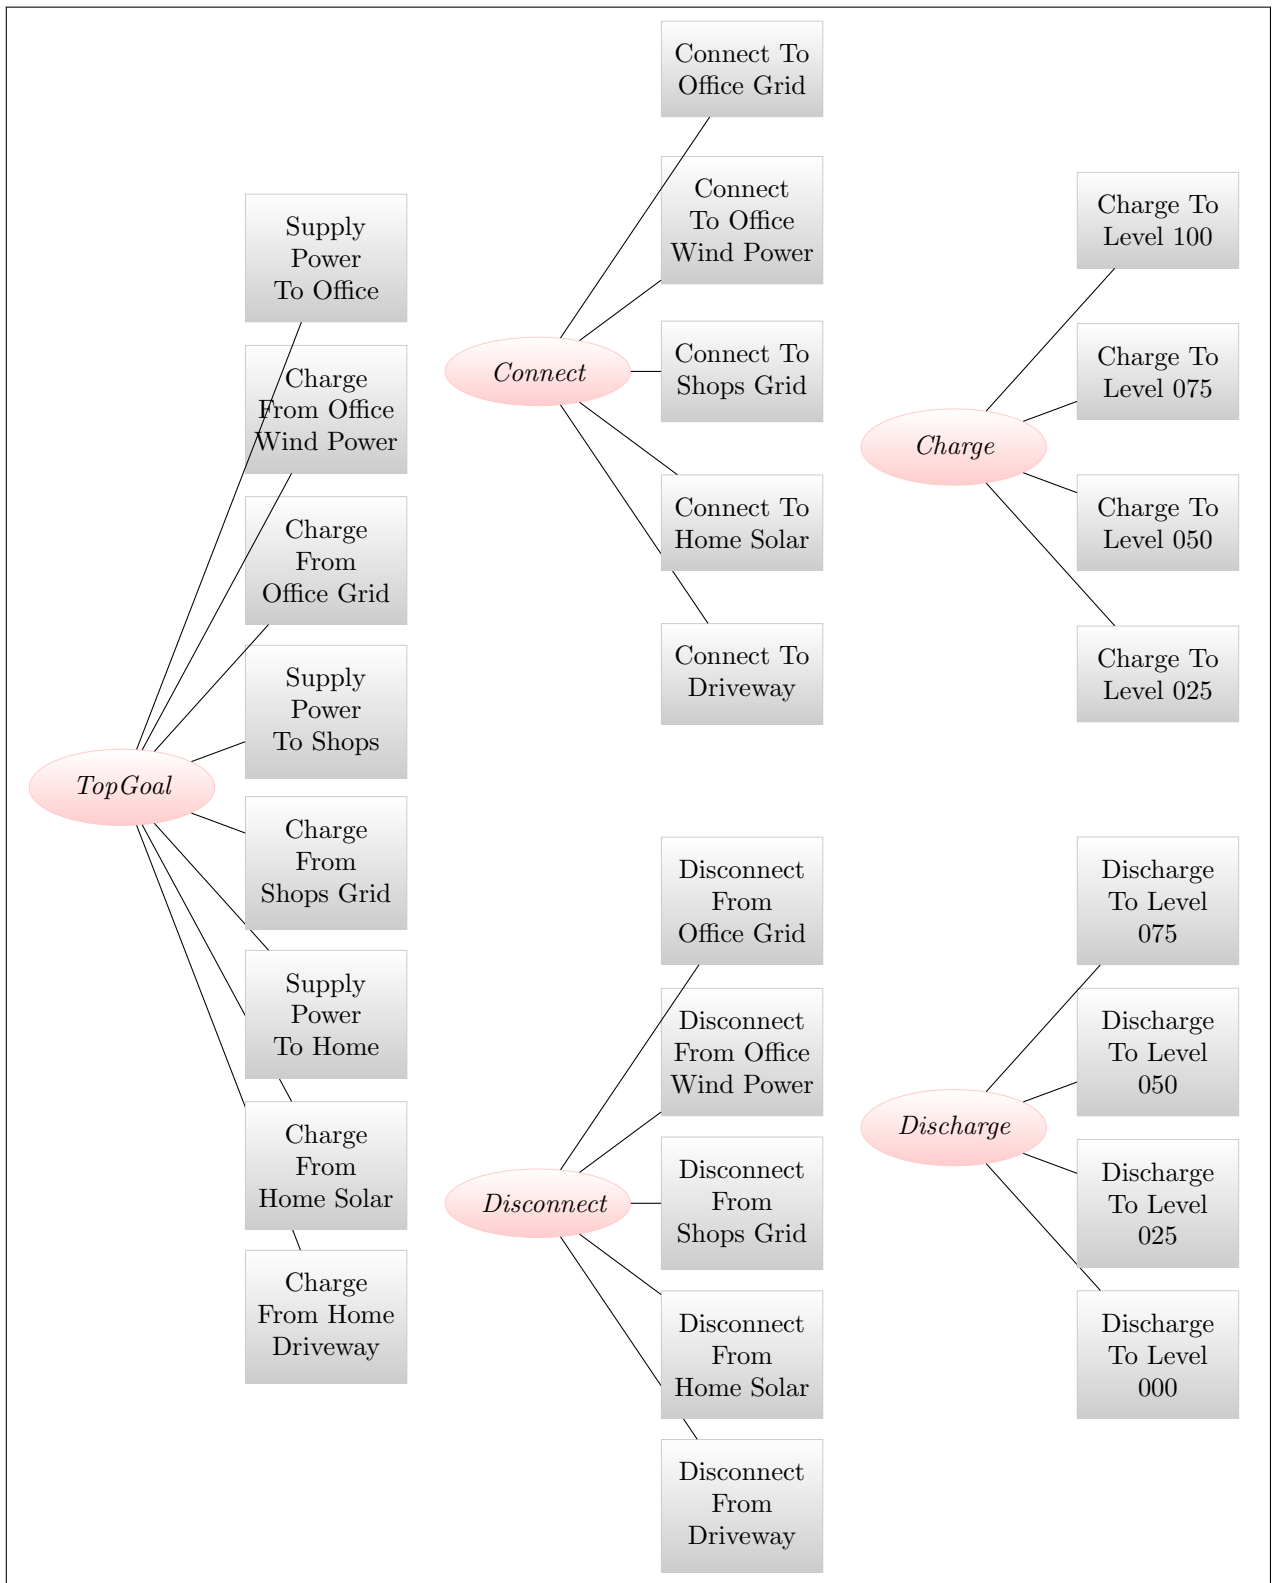 TopGoal
Supply
Power
To Office
Charge
From Office
Wind Power
Charge
From
Office Grid
Supply
Power
To Shops
Charge
From
Shops Grid
Supply
Power
To Home
Charge
From
Home Solar
Charge
From Home
Driveway
Connect
Connect To
Office Grid
Connect
To Office
Wind Power
Connect To
Shops Grid
Connect To
Home Solar
Connect To
Driveway
Disconnect
Disconnect
From
Office Grid
Disconnect
From Office
Wind Power
Disconnect
From
Shops Grid
Disconnect
From
Home Solar
Disconnect
From
Driveway
Charge
Charge To
Level 100
Charge To
Level 075
Charge To
Level 050
Charge To
Level 025
Discharge
Discharge
To Level
075
Discharge
To Level
050
Discharge
To Level
025
Discharge
To Level
000